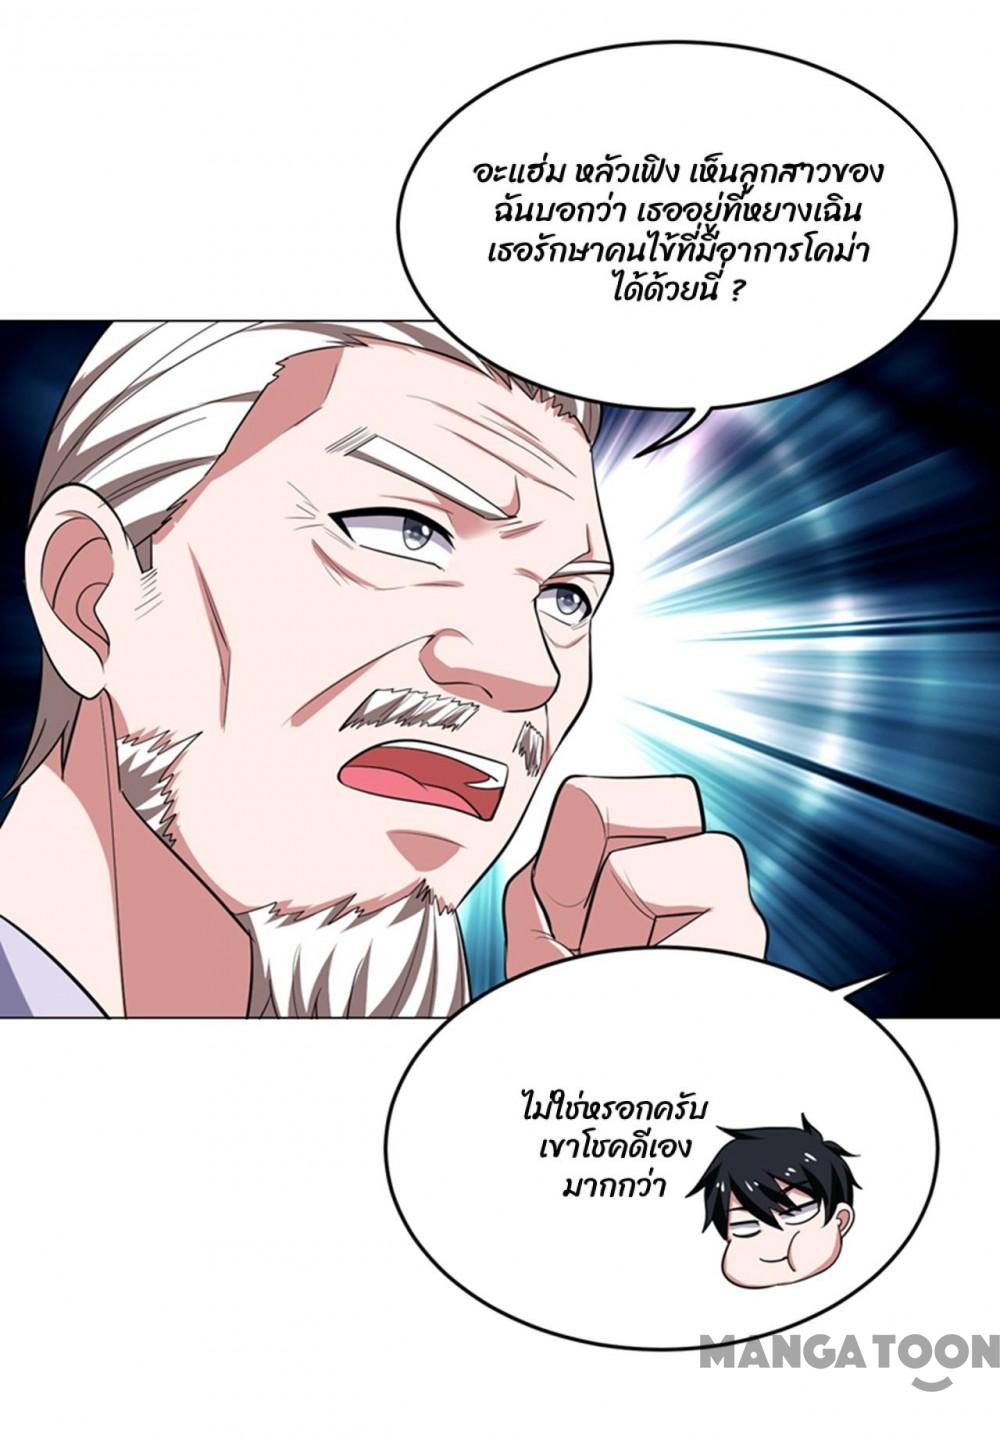 อะแฮ่ม หลัวเฟิง เห็นลูกสาวของ
ฉันบอกว่า เธออยู่ที่หยางเฉิน
เธอรักษาคนไข้ที่มีอาการโคม่า
ได้ด้วยนี่ ?
ไม่ใช่หรอกครับ
เขาโชคดีเอง
มากกว่า
MANGATOON